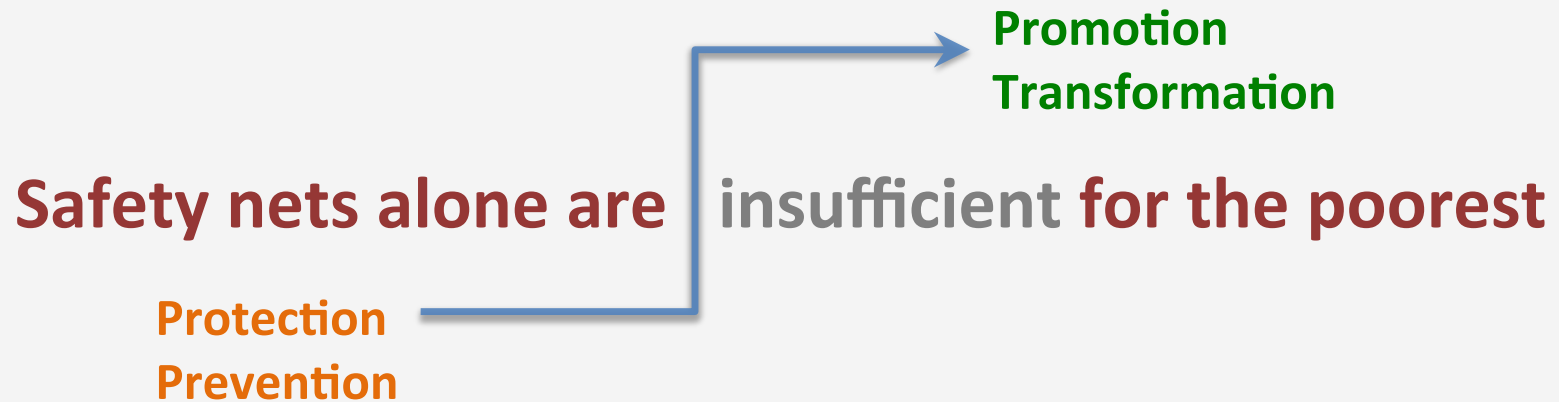 Promotion
Transformation
Safety nets alone are insufficient for the poorest
Protection
Prevention